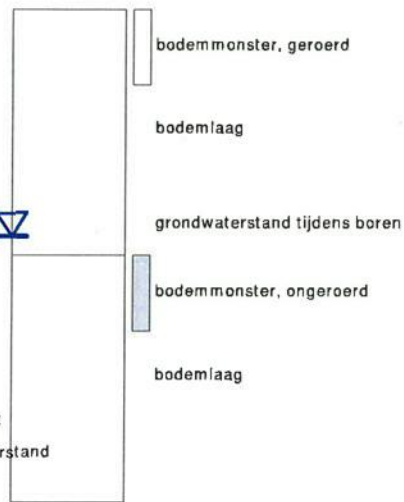 bodemmonster, geroerd
bodemlaag
grondwaterstand tijdens boren
bodemmonster, ongeroerd
bodemlaag
rstand